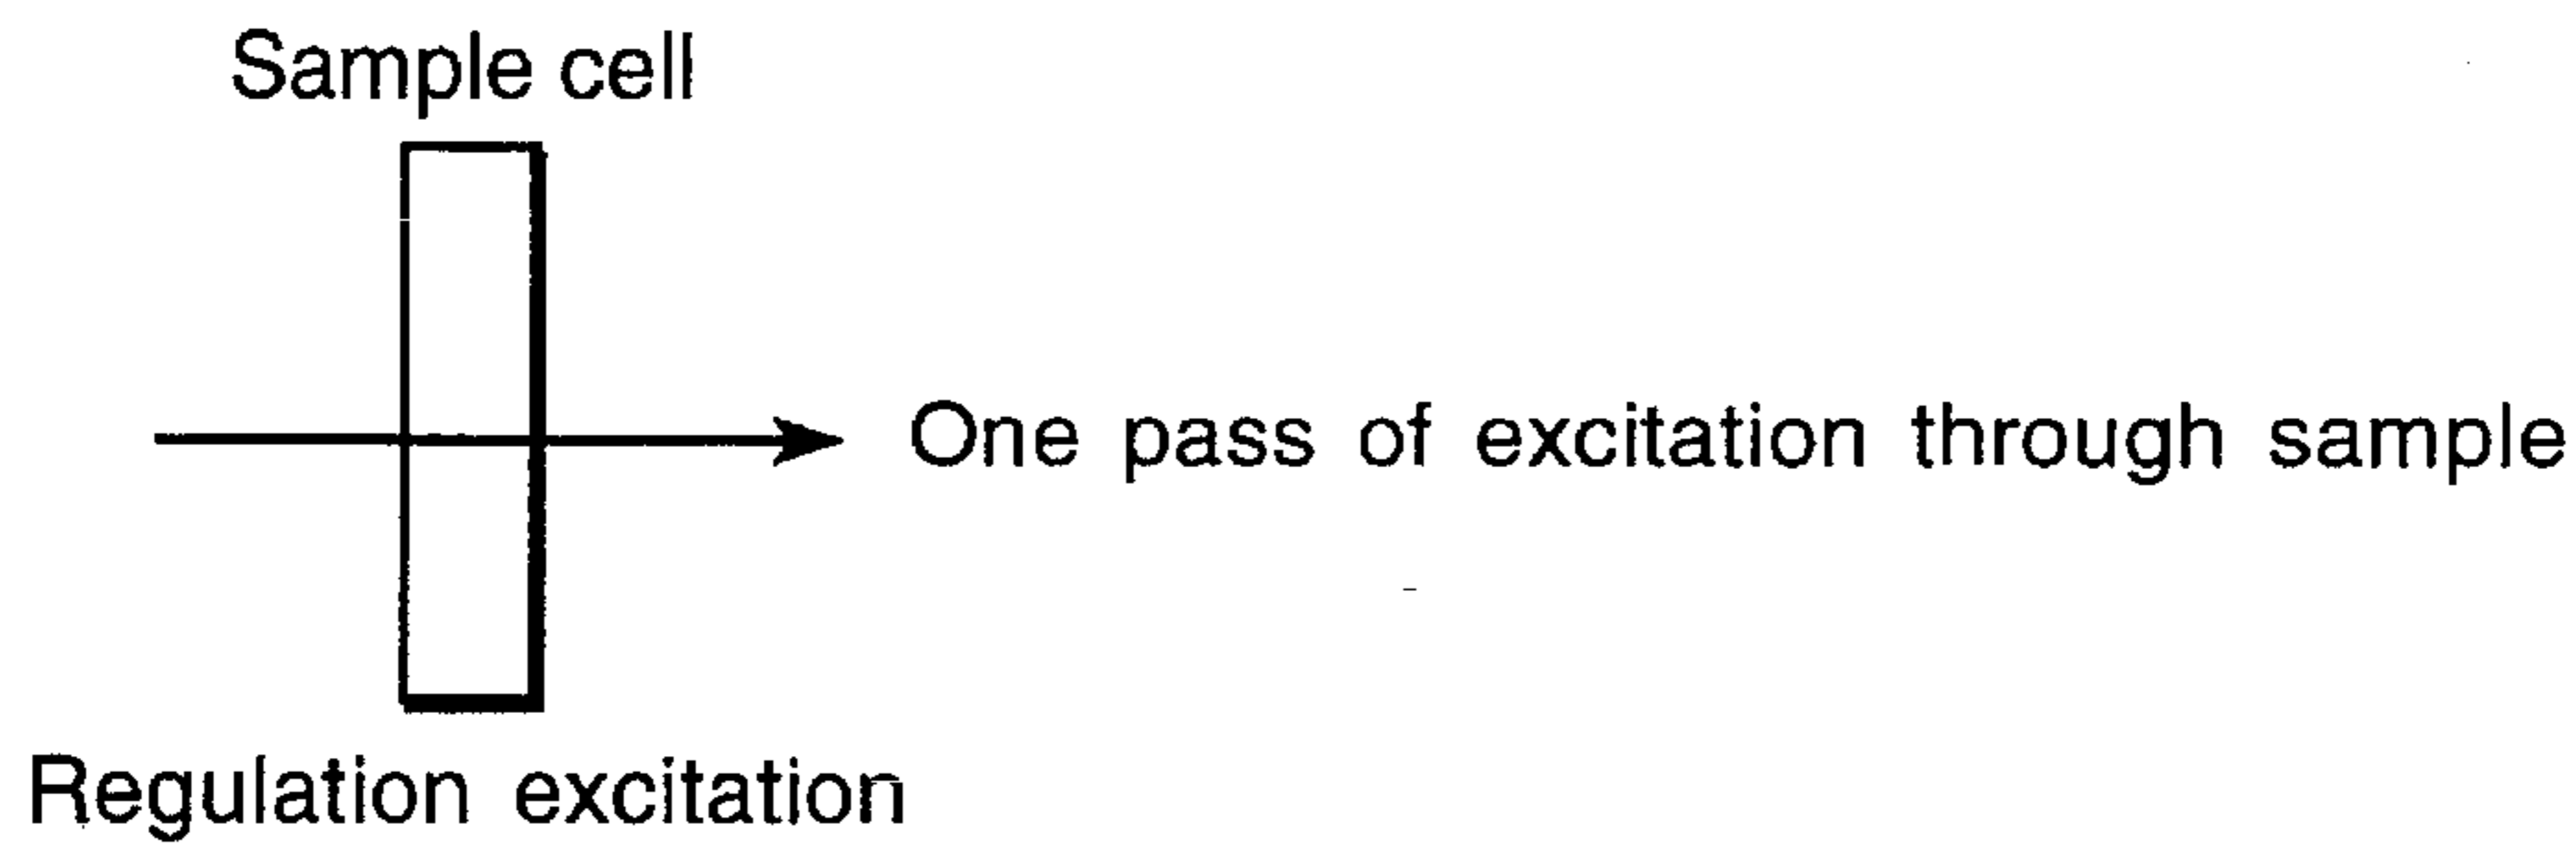 Sample cell
One pass of excitation through sample
Regulation excitation